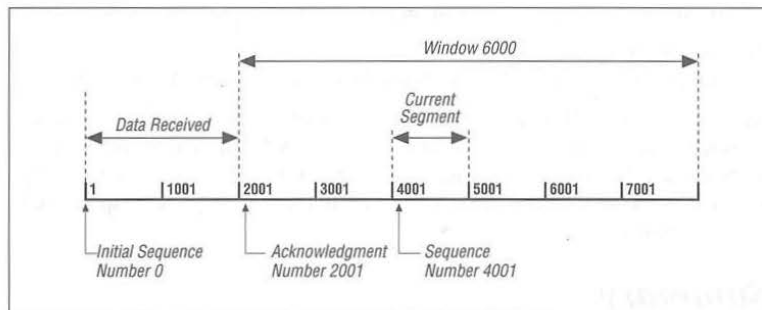 Window 6000
Current
Segment
Data Received
1 1001 2001 3001 4001 5001 6001 7001
Initial Sequence
Number 0
Acknowledgment
Number 2001
Sequence
Number 4001